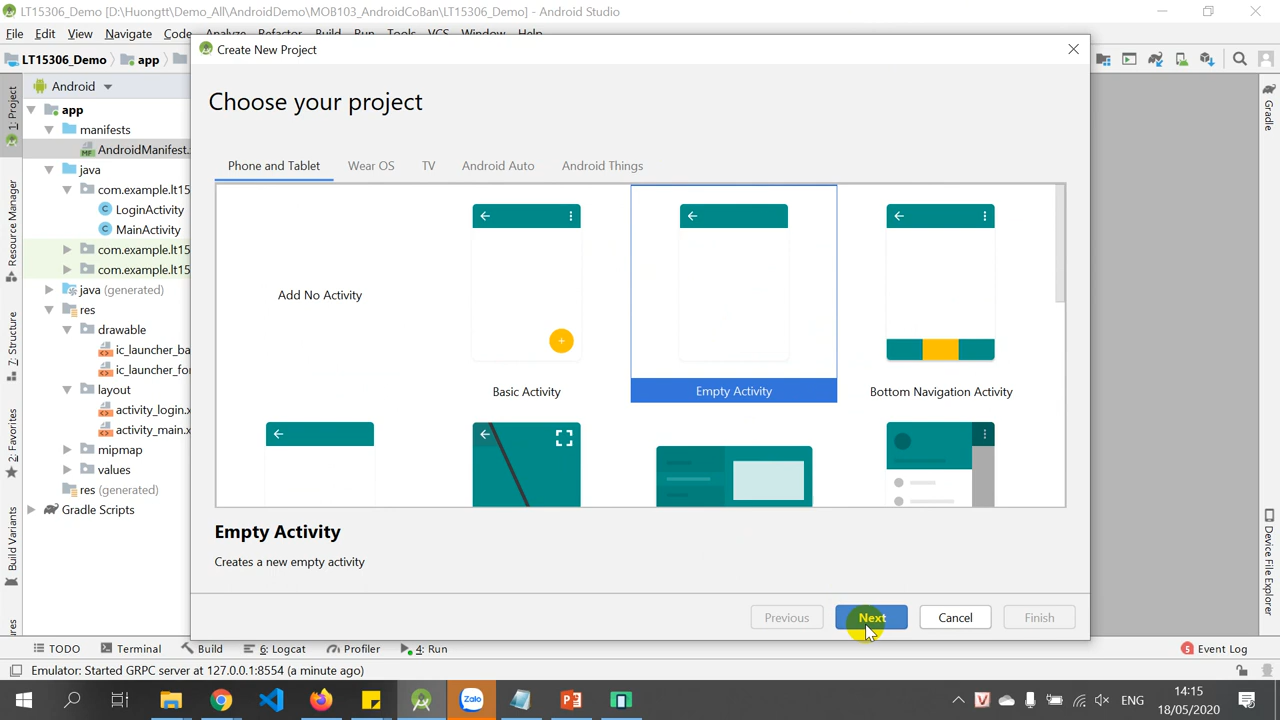 LT15306_Demo [D:\Huongtt\Demo_All\AndroidDemo\MOB103_AndroidCoBan\LT15306_Demo] - Android Studio
File Edit View Navigate Code Analyze Refactor Build Run Tools VCS Window Help
LT15306_Demo app
Create New Project
Android
Choose your project
Phone and Tablet Wear OS TV Android Auto Android Things
app
manifests
AndroidManifest.
java
com.example.lt15
LoginActivity
MainActivity
com.example.lt15
com.example.lt15
java (generated)
res
drawable
ic_launcher_ba
ic_launcher_fo
layout
activity_login.x
activity_main.x
mipmap
values
res (generated)
Gradle Scripts
1: Project
Resource Manager
Z: Structure
2: Favorites
Build Variants
Add No Activity
Basic Activity
Empty Activity
Bottom Navigation Activity
Empty Activity
Creates a new empty activity
Previous Next Cancel Finish
Gradle
Device File Explorer
TODO Terminal Build 6: Logcat Profiler 4: Run Event Log
Emulator: Started GRPC server at 127.0.0.1:8554 (a minute ago)
Zalo
V
ENG
14:15
18/05/2020